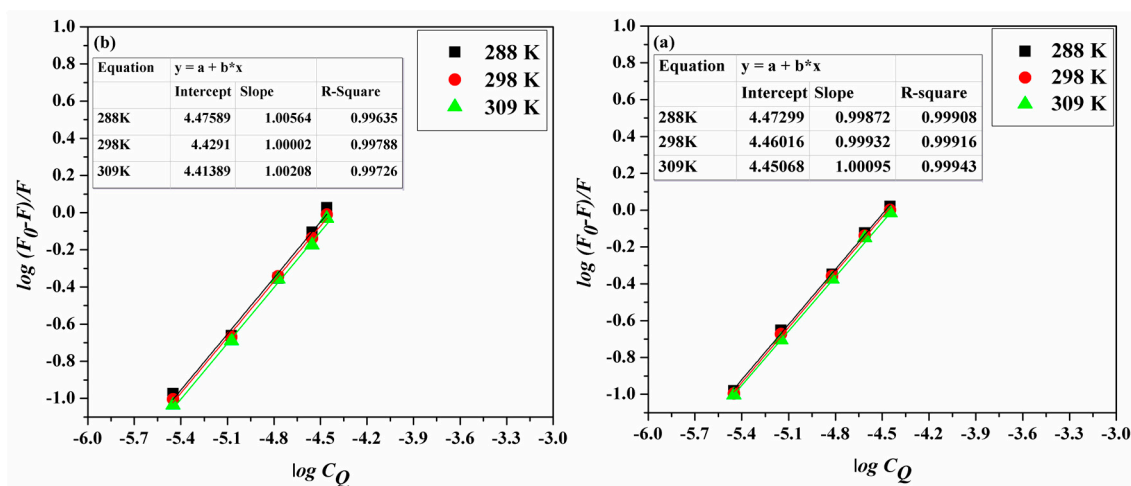 (b)
288 K
298 K
309 K
Equation y = a + b*x
Intercept Slope R-Square
288K 4.47589 1.00564 0.99635
298K 4.4291 1.00002 0.99788
309K 4.41389 1.00208 0.99726
log (F0-F)/F
1.0
0.8
0.6
0.4
0.2
0.0
-0.2
-0.4
-0.6
-0.8
-1.0
-6.0 -5.7 -5.4 -5.1 -4.8 -4.5 -4.2 -3.9 -3.6 -3.3 -3.0
log CQ
(a)
288 K
298 K
309 K
Equation y = a + b*x
Intercept Slope R-square
288K 4.47299 0.99872 0.99908
298K 4.46016 0.99932 0.99916
309K 4.45068 1.00095 0.99943
log (F0-F)/F
1.0
0.8
0.6
0.4
0.2
0.0
-0.2
-0.4
-0.6
-0.8
-1.0
-6.0 -5.7 -5.4 -5.1 -4.8 -4.5 -4.2 -3.9 -3.6 -3.3 -3.0
log CQ